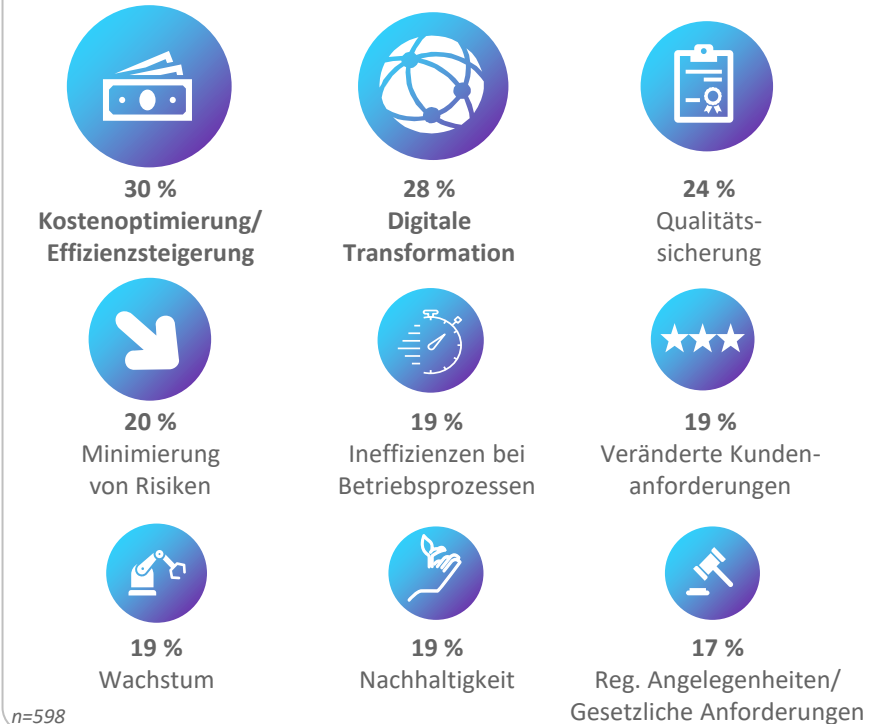 30 %
Kostenoptimierung/
Effizienzsteigerung
28 %
Digitale
Transformation
24 %
Qualitäts-
sicherung
20 %
Minimierung
von Risiken
19 %
Ineffizienzen bei
Betriebsprozessen
19 %
Veränderte Kunden-
anforderungen
19 %
Wachstum
19 %
Nachhaltigkeit
17 %
Reg. Angelegenheiten/
Gesetzliche Anforderungen
n=598